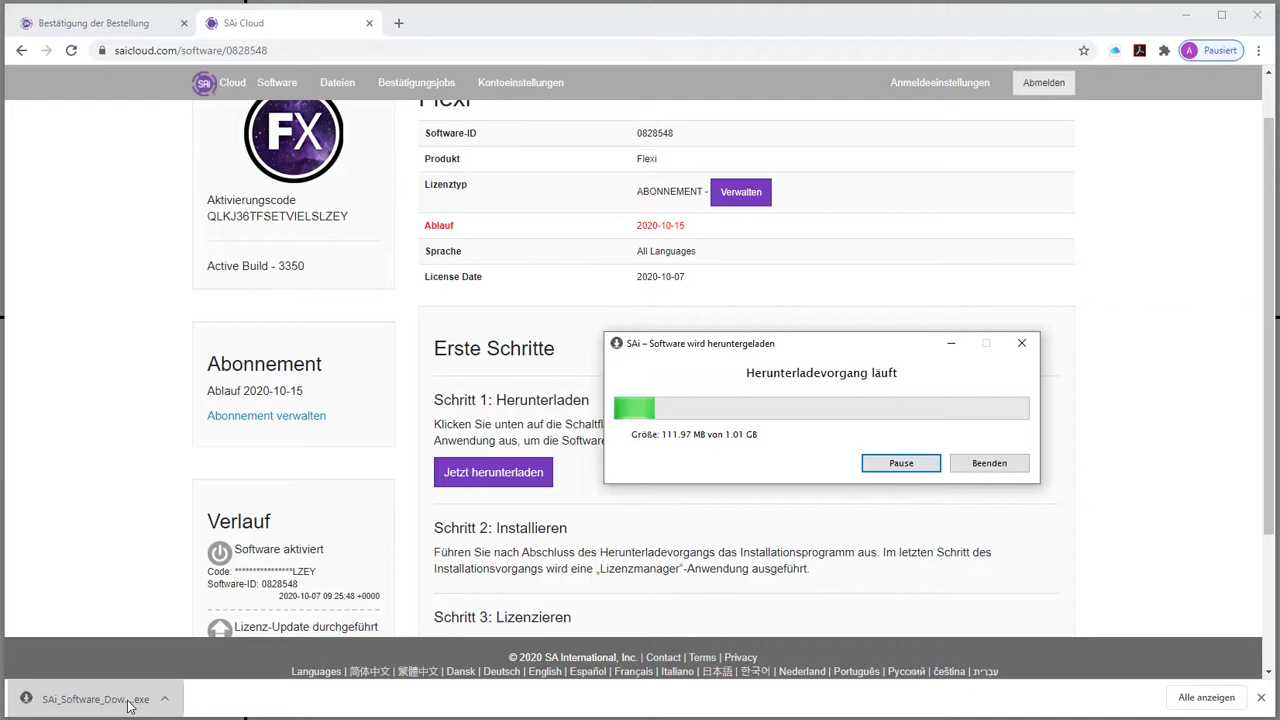 Bestätigung der Bestellung
SAi Cloud
saicloud.com/software/0828548
A Pausiert
SAi Cloud Software Dateien Bestätigungsjobs Kontoeinstellungen Anmeldeeinstellungen Abmelden
FX
Aktivierungscode
QLKJ36TFSETVIELSLZEY
Active Build - 3350
Flexi
Software-ID 0828548
Produkt Flexi
Lizenztyp ABONNEMENT - Verwalten
Ablauf 2020-10-15
Sprache All Languages
License Date 2020-10-07
Abonnement
Ablauf 2020-10-15
Abonnement verwalten
Erste Schritte
Schritt 1: Herunterladen
Klicken Sie unten auf die Schaltfl
Anwendung aus, um die Software
Jetzt herunterladen
SAi – Software wird heruntergeladen
Herunterladevorgang läuft
Größe: 111.97 MB von 1.01 GB
Pause Beenden
Verlauf
Software aktiviert
Code: ****************LZEY
Software-ID: 0828548
2020-10-07 09:25:48 +0000
Lizenz-Update durchgeführt
Schritt 2: Installieren
Führen Sie nach Abschluss des Herunterladevorgangs das Installationsprogramm aus. Im letzten Schritt des
Installationsvorgangs wird eine „Lizenzmanager“-Anwendung ausgeführt.
Schritt 3: Lizenzieren
© 2020 SA International, Inc. | Contact | Terms | Privacy
Languages | 简体中文 | 繁體中文 | Dansk | Deutsch | English | Español | Français | Italiano | 日本語 | 한국어 | Nederland | Português | Русский | čeština | עברית
SAi_Software_Dow....exe
Alle anzeigen